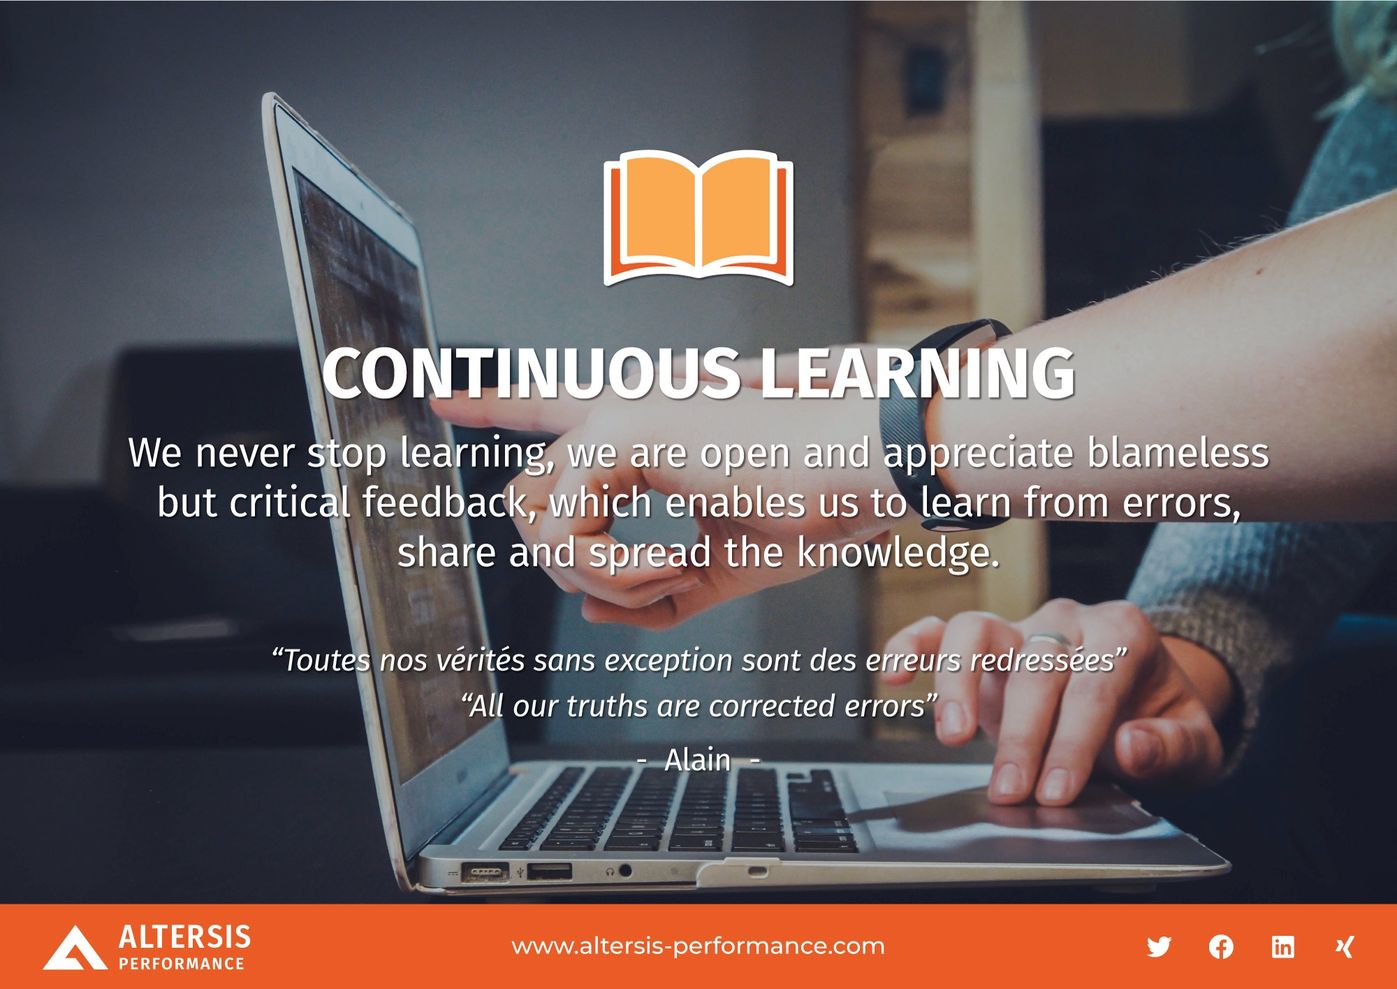 CONTINUOUS LEARNING
We never stop learning, we are open and appreciate blameless
but critical feedback, which enables us to learn from errors,
share and spread the knowledge.
“Toutes nos vérités sans exception sont des erreurs redressées”
“All our truths are corrected errors”
- Alain -
ALTERSIS
PERFORMANCE
www.altersis-performance.com